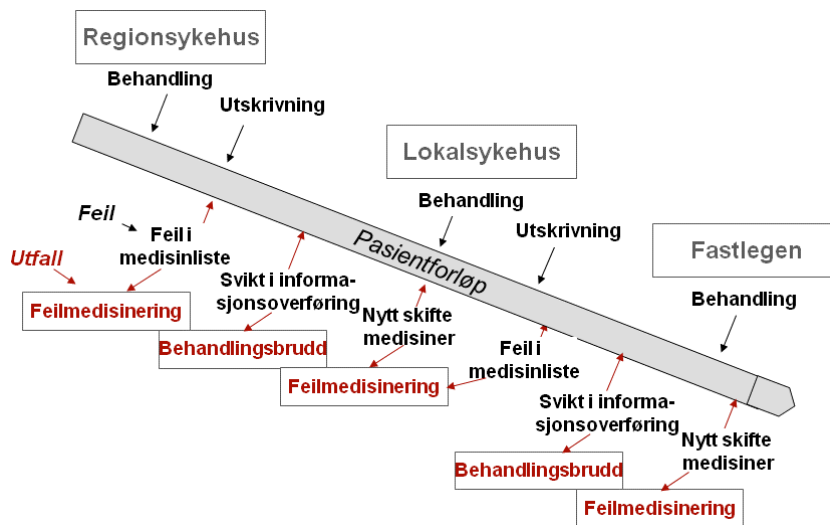 Regionsykehus
Behandling
Utskrivning
Lokalsykehus
Behandling
Utskrivning
Fastlegen
Behandling
Pasientforløp
Feil
Utfall
Feil i
medisinliste
Feilmedisinering
Svikt i informa-
sjonsoverføring
Behandlingsbrudd
Nytt skifte
medisiner
Feilmedisinering
Feil i
medisinliste
Svikt i informa-
sjonsoverføring
Behandlingsbrudd
Nytt skifte
medisiner
Feilmedisinering